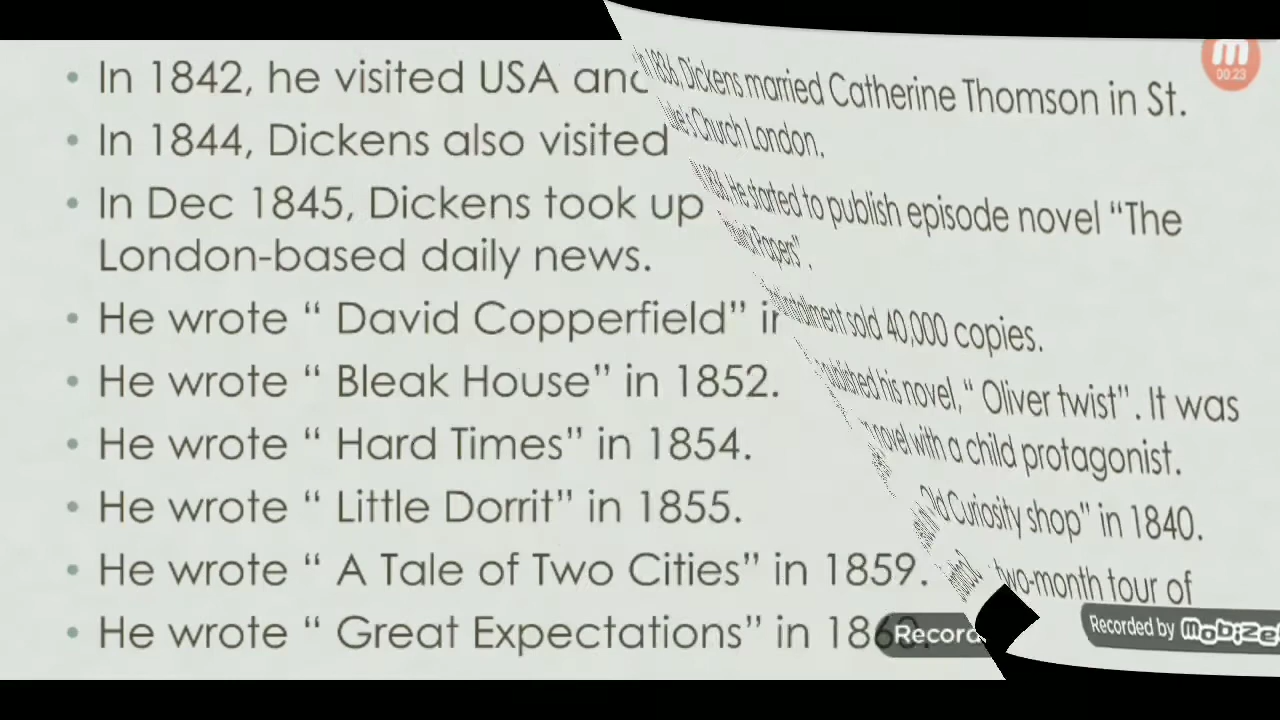 • In 1842, he visited USA and
• In 1844, Dickens also visited
• In Dec 1845, Dickens took up
London-based daily news.
• He wrote “ David Copperfield” in
• He wrote “ Bleak House” in 1852.
• He wrote “ Hard Times” in 1854.
• He wrote “ Little Dorrit” in 1855.
• He wrote “ A Tale of Two Cities” in 1859.
• He wrote “ Great Expectations” in
Dickens married Catherine Thomson in St.
Church London.
He started to publish episode novel “The
Papers” .
sold 40,000 copies.
his novel, “ Oliver twist”. It was
novel with a child protagonist.
Curiosity shop” in 1840.
two-month tour of
00:23
Recorded by mobizen